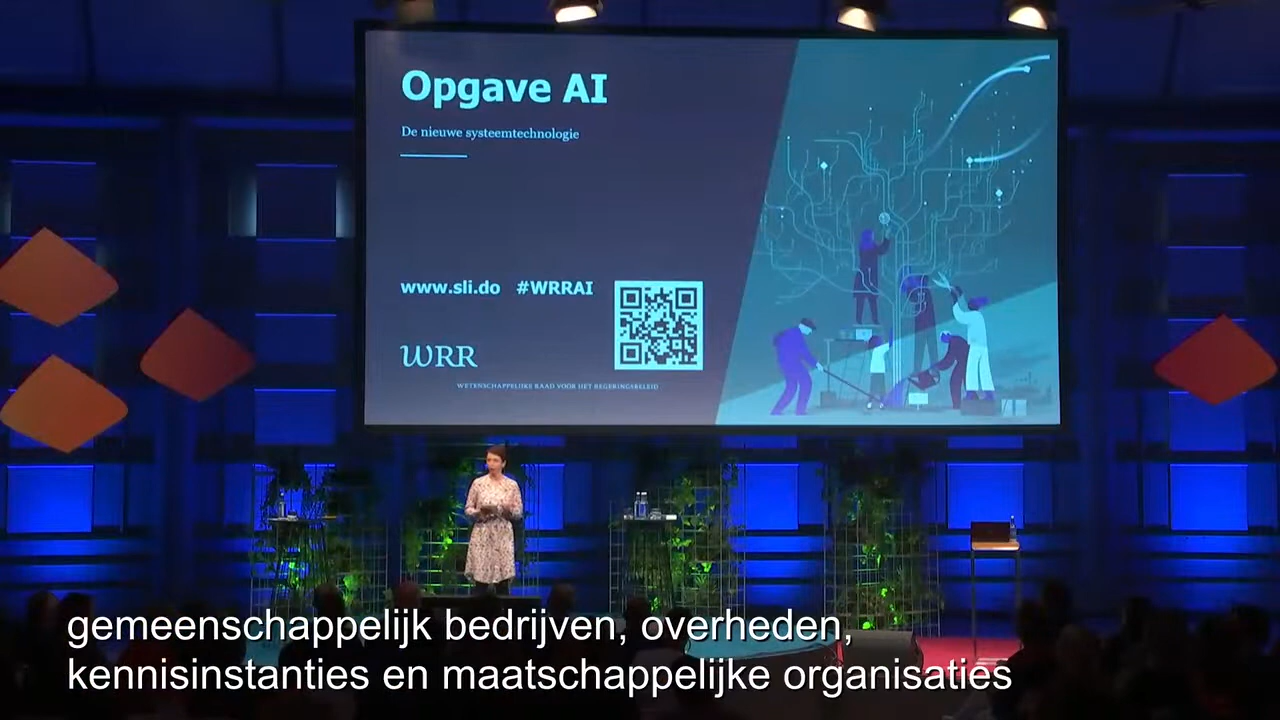 Opgave AI
De nieuwe systeemtechnologie
www.sli.do #WRRAI
WRR
WETENSCHAPPELIJKE RAAD VOOR HET REGERINGSBELEID
gemeenschappelijk bedrijven, overheden,
kennisinstanties en maatschappelijke organisaties